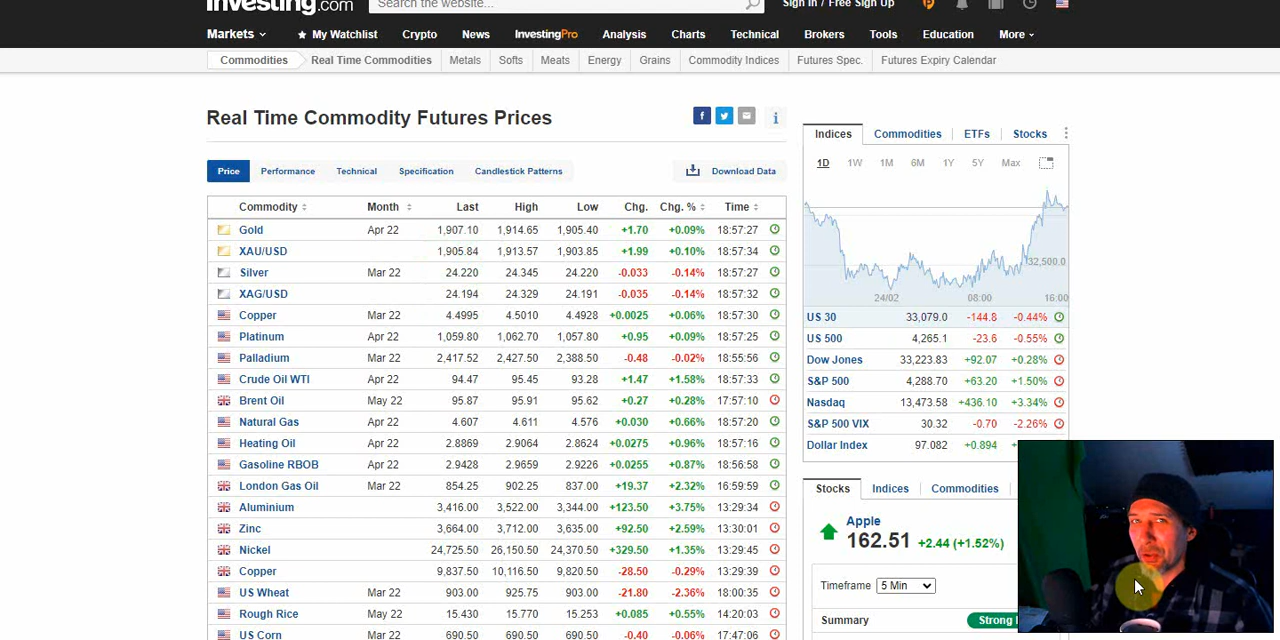 Investing.com Search the website... Sign In / Free Sign Up
Markets My Watchlist Crypto News InvestingPro Analysis Charts Technical Brokers Tools Education More
Commodities Real Time Commodities Metals Softs Meats Energy Grains Commodity Indices Futures Spec. Futures Expiry Calendar
Real Time Commodity Futures Prices
Price Performance Technical Specification Candlestick Patterns Download Data
Commodity Month Last High Low Chg. Chg. % Time
Gold Apr 22 1,907.10 1,914.65 1,905.40 +1.70 +0.09% 18:57:27
XAU/USD 1,905.84 1,913.57 1,903.85 +1.99 +0.10% 18:57:34
Silver Mar 22 24.220 24.345 24.220 -0.033 -0.14% 18:57:27
XAG/USD 24.194 24.329 24.191 -0.035 -0.14% 18:57:32
Copper Mar 22 4.4995 4.5010 4.4928 +0.0025 +0.06% 18:57:30
Platinum Apr 22 1,059.80 1,062.70 1,057.80 +0.95 +0.09% 18:57:25
Palladium Mar 22 2,417.52 2,427.50 2,388.50 -0.48 -0.02% 18:55:56
Crude Oil WTI Apr 22 94.47 95.45 93.28 +1.47 +1.58% 18:57:33
Brent Oil May 22 95.87 95.91 95.62 +0.27 +0.28% 17:57:10
Natural Gas Apr 22 4.607 4.611 4.576 +0.030 +0.66% 18:57:20
Heating Oil Apr 22 2.8869 2.9064 2.8624 +0.0275 +0.96% 18:57:16
Gasoline RBOB Apr 22 2.9428 2.9659 2.9226 +0.0255 +0.87% 18:56:58
London Gas Oil Mar 22 854.25 902.25 837.00 +19.37 +2.32% 16:59:59
Aluminium 3,416.00 3,522.00 3,344.00 +123.50 +3.75% 13:29:34
Zinc 3,664.00 3,712.00 3,635.00 +92.50 +2.59% 13:30:01
Nickel 24,725.50 26,150.50 24,370.50 +329.50 +1.35% 13:29:45
Copper 9,837.50 10,116.50 9,820.50 -28.50 -0.29% 13:29:39
US Wheat Mar 22 903.00 925.75 903.00 -21.80 -2.36% 18:00:35
Rough Rice May 22 15.430 15.770 15.253 +0.085 +0.55% 14:20:03
US Corn Mar 22 690.50 690.50 690.50 -0.40 -0.06% 17:47:06
Indices Commodities ETFs Stocks
1D 1W 1M 6M 1Y 5Y Max
32,500.0
24/02 08:00 16:00
US 30 33,079.0 -144.8 -0.44%
US 500 4,265.1 -23.6 -0.55%
Dow Jones 33,223.83 +92.07 +0.28%
S&P 500 4,288.70 +63.20 +1.50%
Nasdaq 13,473.58 +436.10 +3.34%
S&P 500 VIX 30.32 -0.70 -2.26%
Dollar Index 97.082 +0.894
Stocks Indices Commodities
Apple
162.51 +2.44 (+1.52%)
Timeframe 5 Min
Summary Strong